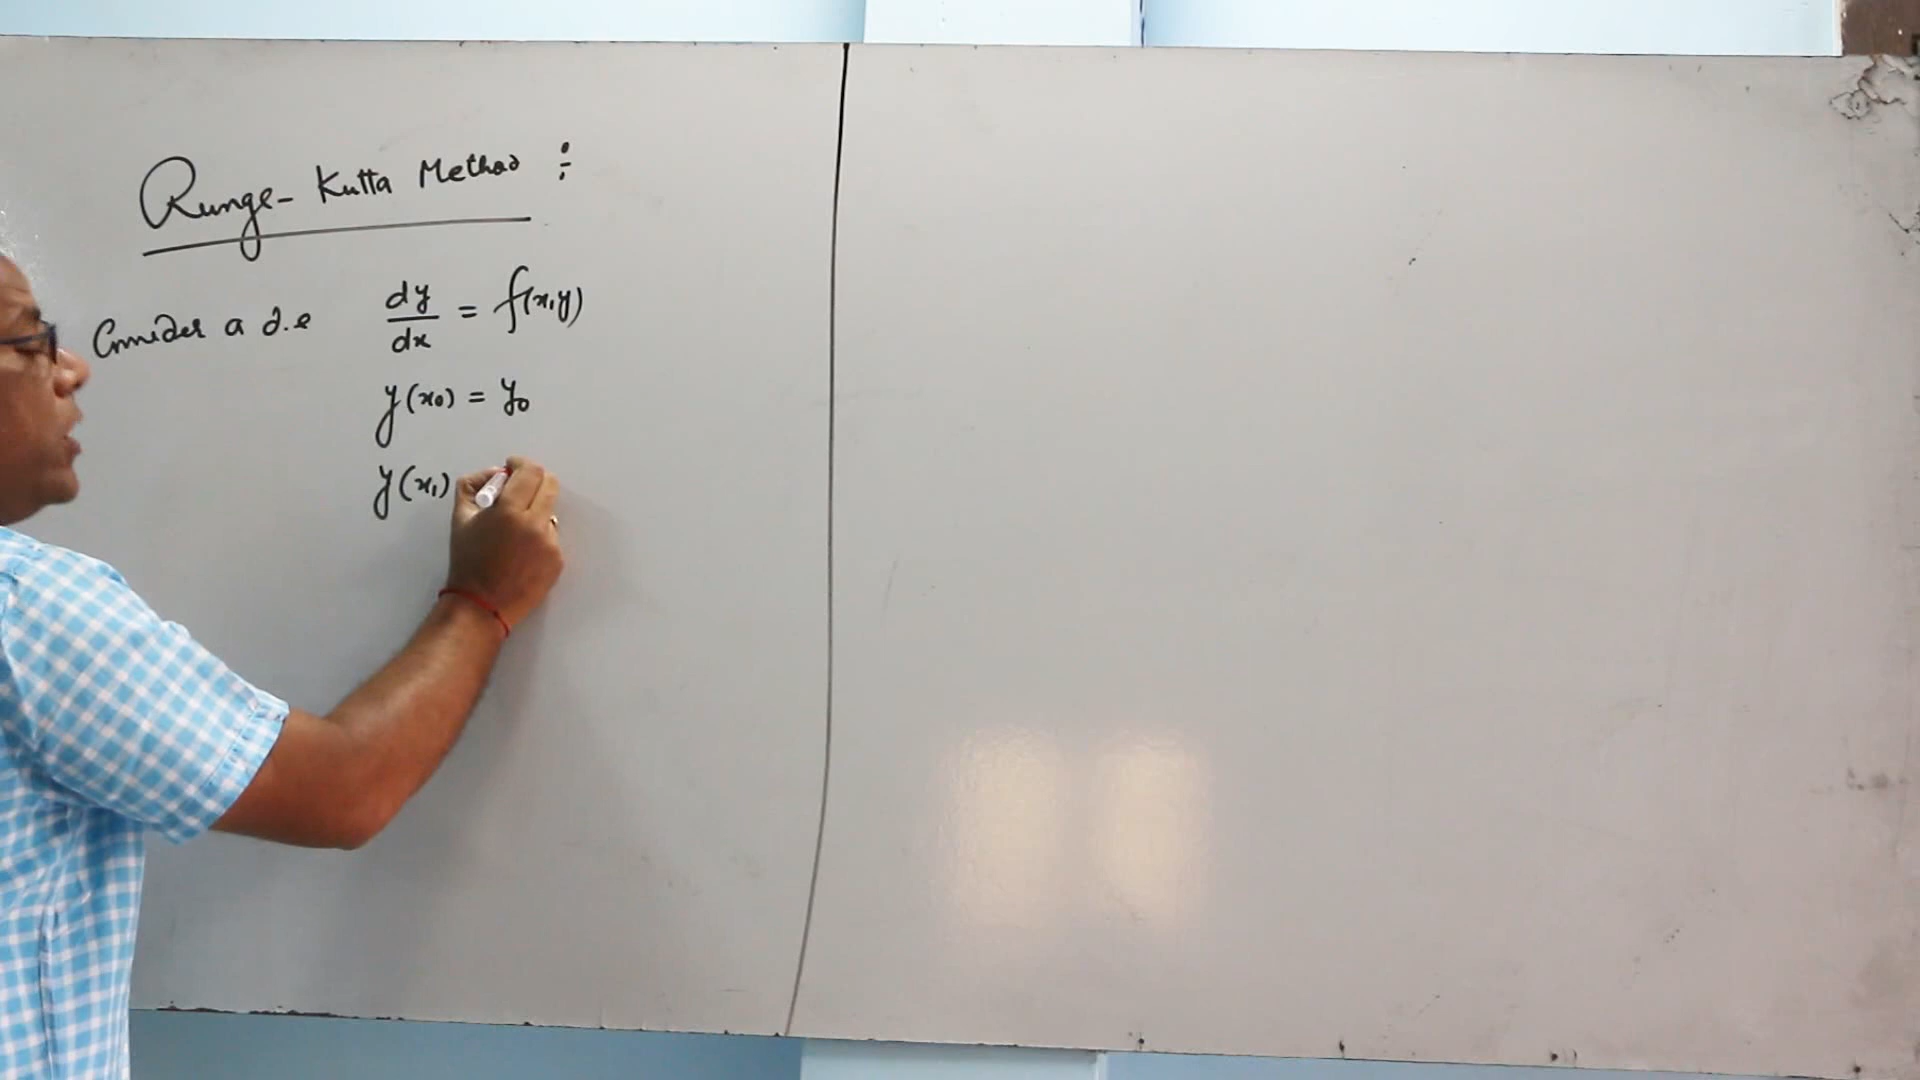 Runge-Kutta Method :
Consider a d.e dy/dx = f(x,y)
y(x₀) = y₀
y(x₁)